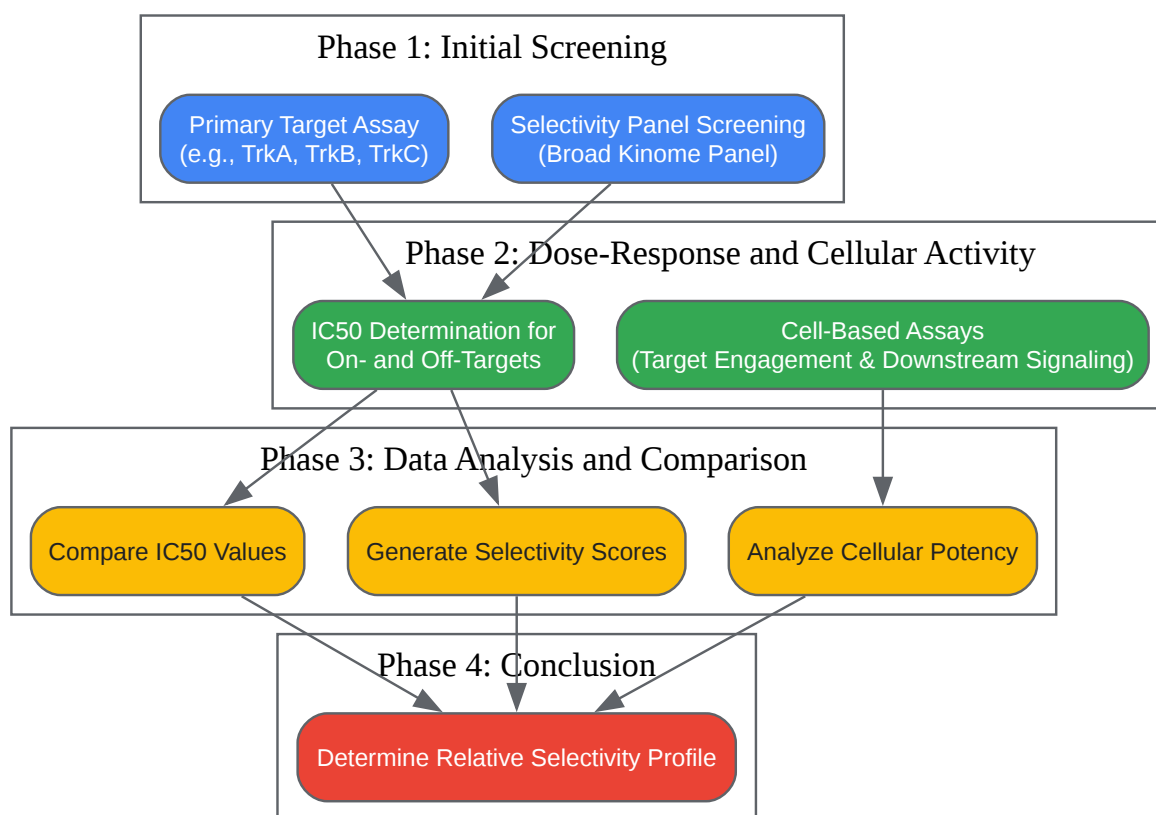 Phase 1: Initial Screening
Primary Target Assay
(e.g., TrkA, TrkB, TrkC)
Selectivity Panel Screening
(Broad Kinome Panel)
Phase 2: Dose-Response and Cellular Activity
IC50 Determination for
On- and Off-Targets
Cell-Based Assays
(Target Engagement & Downstream Signaling)
Phase 3: Data Analysis and Comparison
Compare IC50 Values
Generate Selectivity Scores
Analyze Cellular Potency
Phase 4: Conclusion
Determine Relative Selectivity Profile